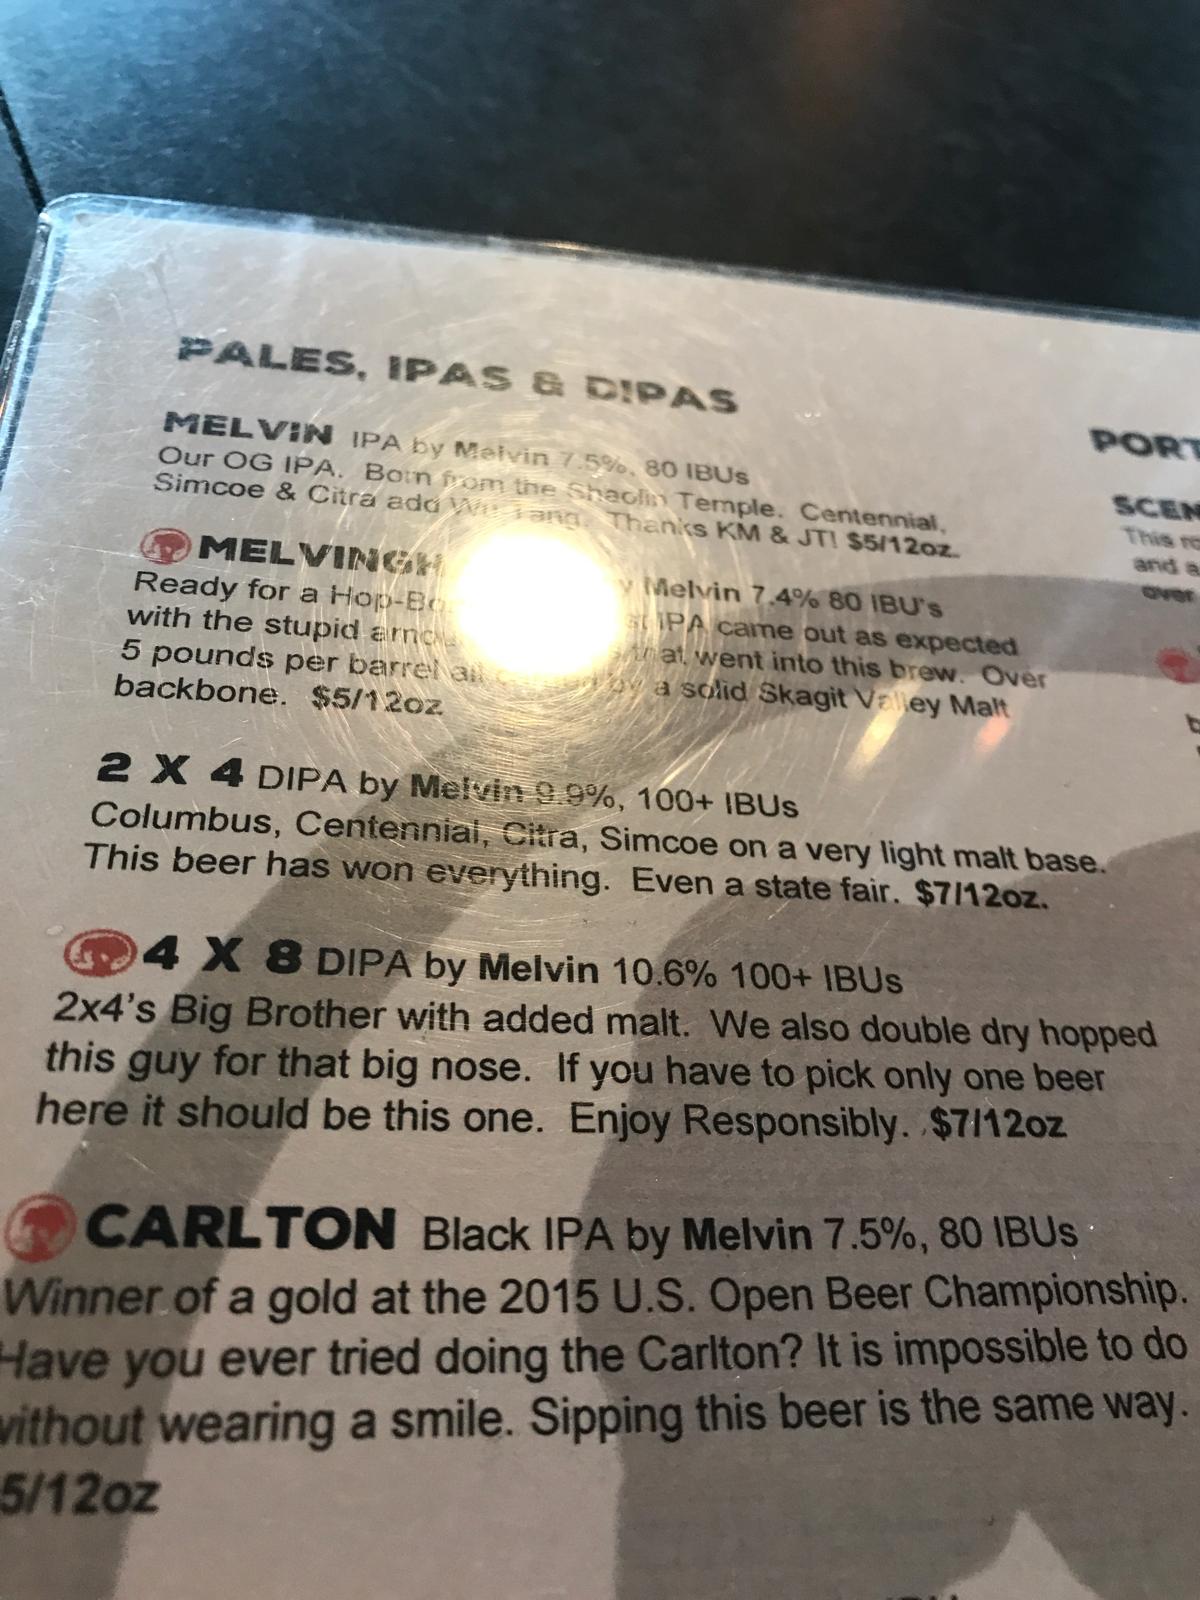 PALES, IPAS & DIPAS
MELVIN IPA by Melvin 7.5%, 80 IBUs
Our OG IPA. Born from the Shaolin Temple. Centennial,
Simcoe & Citra add Wu Tang. Thanks KM & JT! $5/12oz.
Melvin 7.4% 80 IBU's
Ready for a IPA came out as expected
with the stupid that went into this brew. Over
5 pounds per barrel by a solid Skagit Valley Malt
backbone. $5/12oz
2 X 4 DIPA by Melvin 9.9%, 100+ IBUs
Columbus, Centennial, Citra, Simcoe on a very light malt base.
This beer has won everything. Even a state fair. $7/12oz.
4 X 8 DIPA by Melvin 10.6% 100+ IBUs
2x4's Big Brother with added malt. We also double dry hopped
this guy for that big nose. If you have to pick only one beer
here it should be this one. Enjoy Responsibly. $7/12oz
CARLTON Black IPA by Melvin 7.5%, 80 IBUs
Winner of a gold at the 2015 U.S. Open Beer Championship.
Have you ever tried doing the Carlton? It is impossible to do
without wearing a smile. Sipping this beer is the same way.
5/12oz
PORT
SCEN
This
and a
over